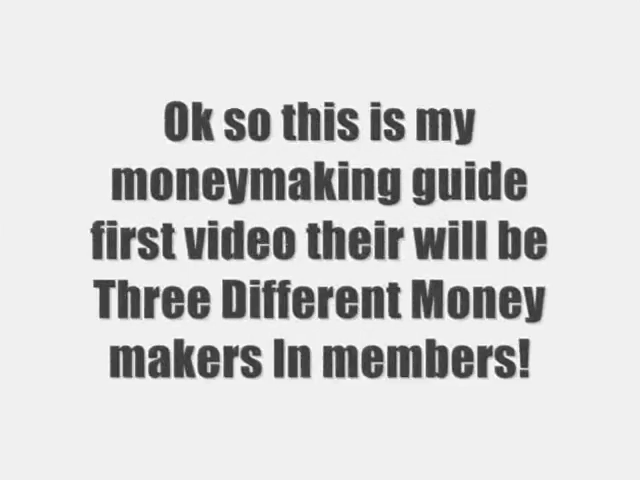 Ok so this is my
moneymaking guide
first video their will be
Three Different Money
makers In members!